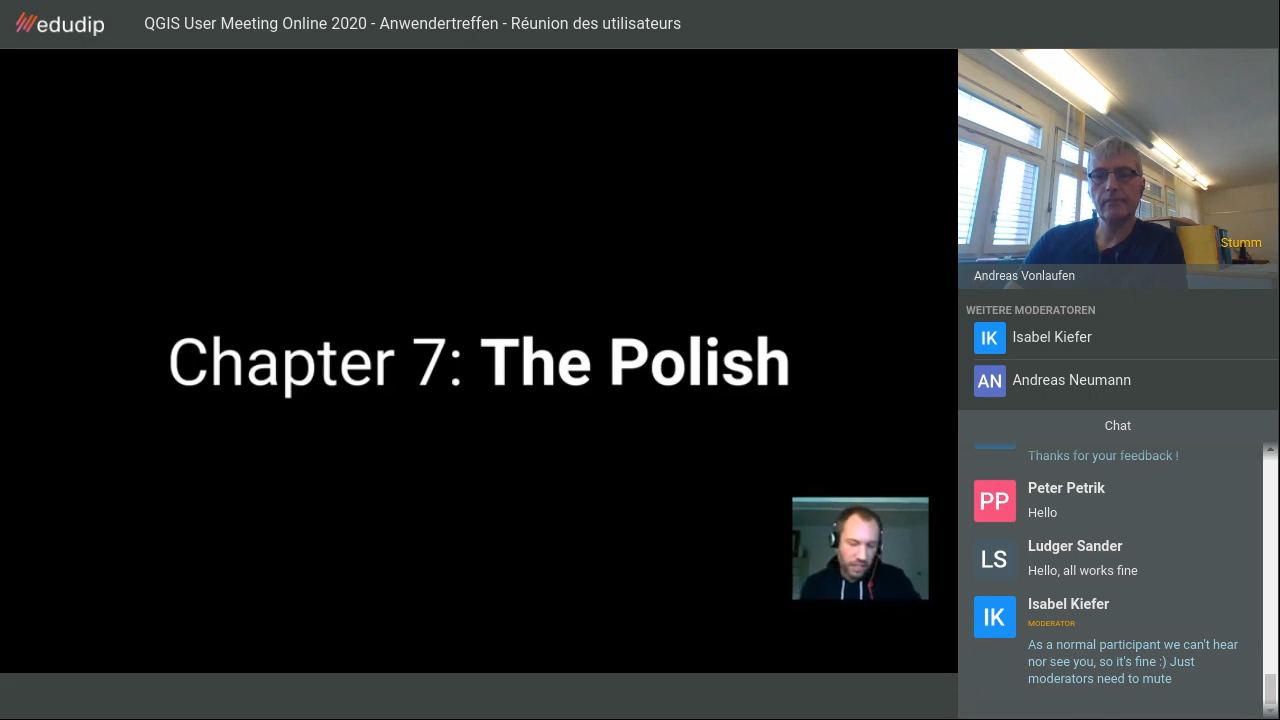 edudip
QGIS User Meeting Online 2020 - Anwendertreffen - Réunion des utilisateurs
Chapter 7: The Polish
Stumm
Andreas Vonlaufen
WEITERE MODERATOREN
IK
Isabel Kiefer
AN
Andreas Neumann
Chat
Thanks for your feedback !
PP
Peter Petrik
Hello
LS
Ludger Sander
Hello, all works fine
IK
Isabel Kiefer
MODERATOR
As a normal participant we can't hear
nor see you, so it's fine :) Just
moderators need to mute